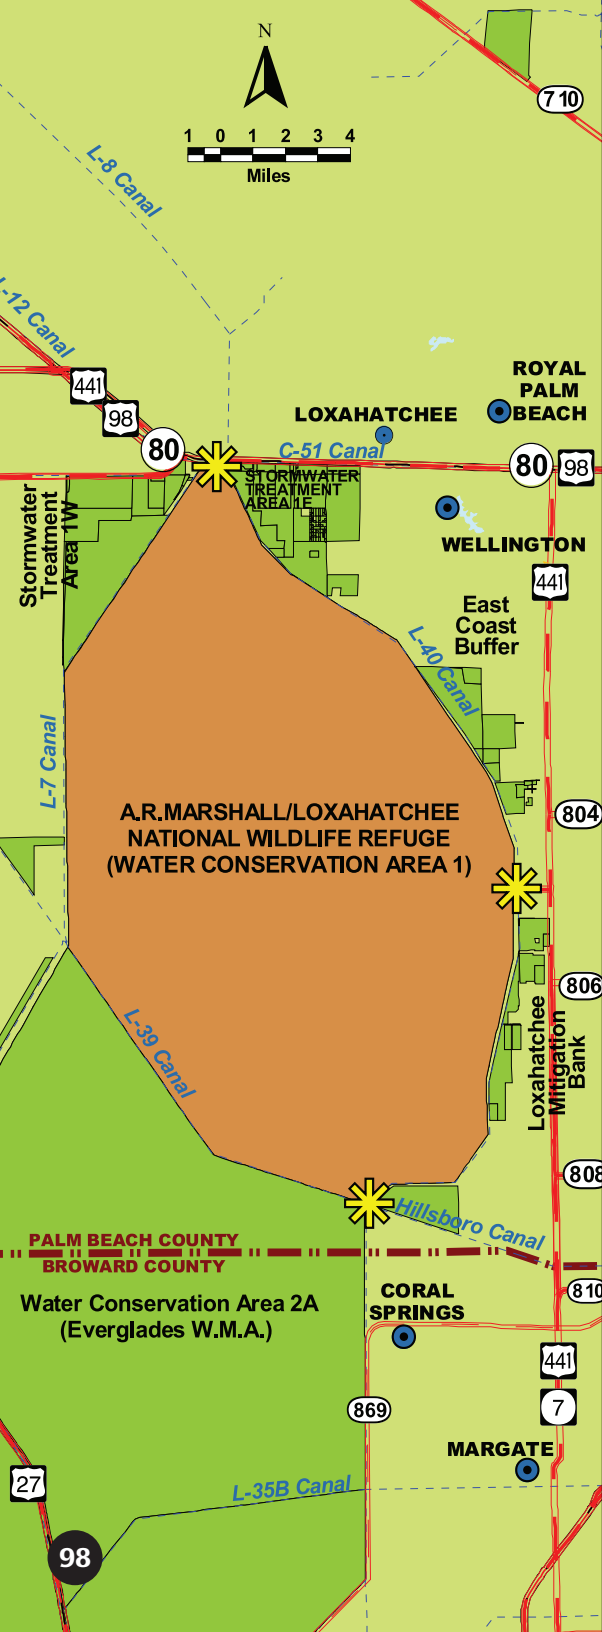 N
710
1 0 1 2 3 4
Miles
L-8 Canal
L-12 Canal
441
98
80
ROYAL
PALM
BEACH
LOXAHATCHEE
C-51 Canal
80
98
STORMWATER
TREATMENT
AREA 1E
Stormwater
Treatment
Area 1W
WELLINGTON
441
East
Coast
Buffer
L-40 Canal
L-7 Canal
804
A.R.MARSHALL/LOXAHATCHEE
NATIONAL WILDLIFE REFUGE
(WATER CONSERVATION AREA 1)
806
Loxahatchee
Mitigation
Bank
L-39 Canal
808
Hillsboro Canal
PALM BEACH COUNTY
BROWARD COUNTY
810
Water Conservation Area 2A
(Everglades W.M.A.)
CORAL
SPRINGS
441
869
7
MARGATE
27
L-35B Canal
98